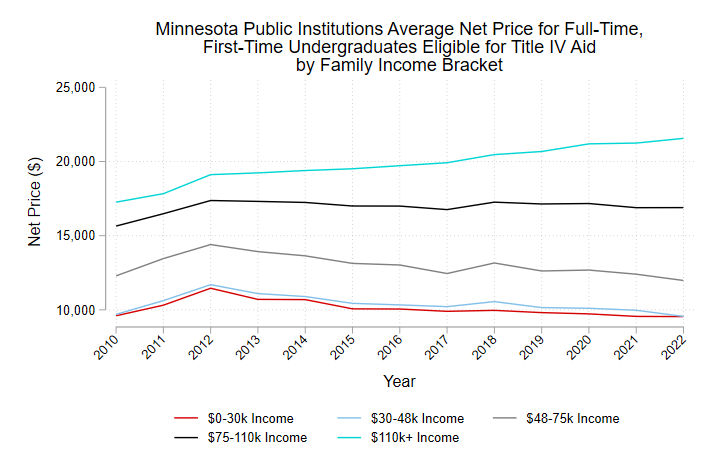 Minnesota Public Institutions Average Net Price for Full-Time,
First-Time Undergraduates Eligible for Title IV Aid
by Family Income Bracket
25,000
20,000
15,000
10,000
Net Price ($)
2010 2011 2012 2013 2014 2015 2016 2017 2018 2019 2020 2021 2022
Year
$0-30k Income $30-48k Income $48-75k Income
$75-110k Income $110k+ Income